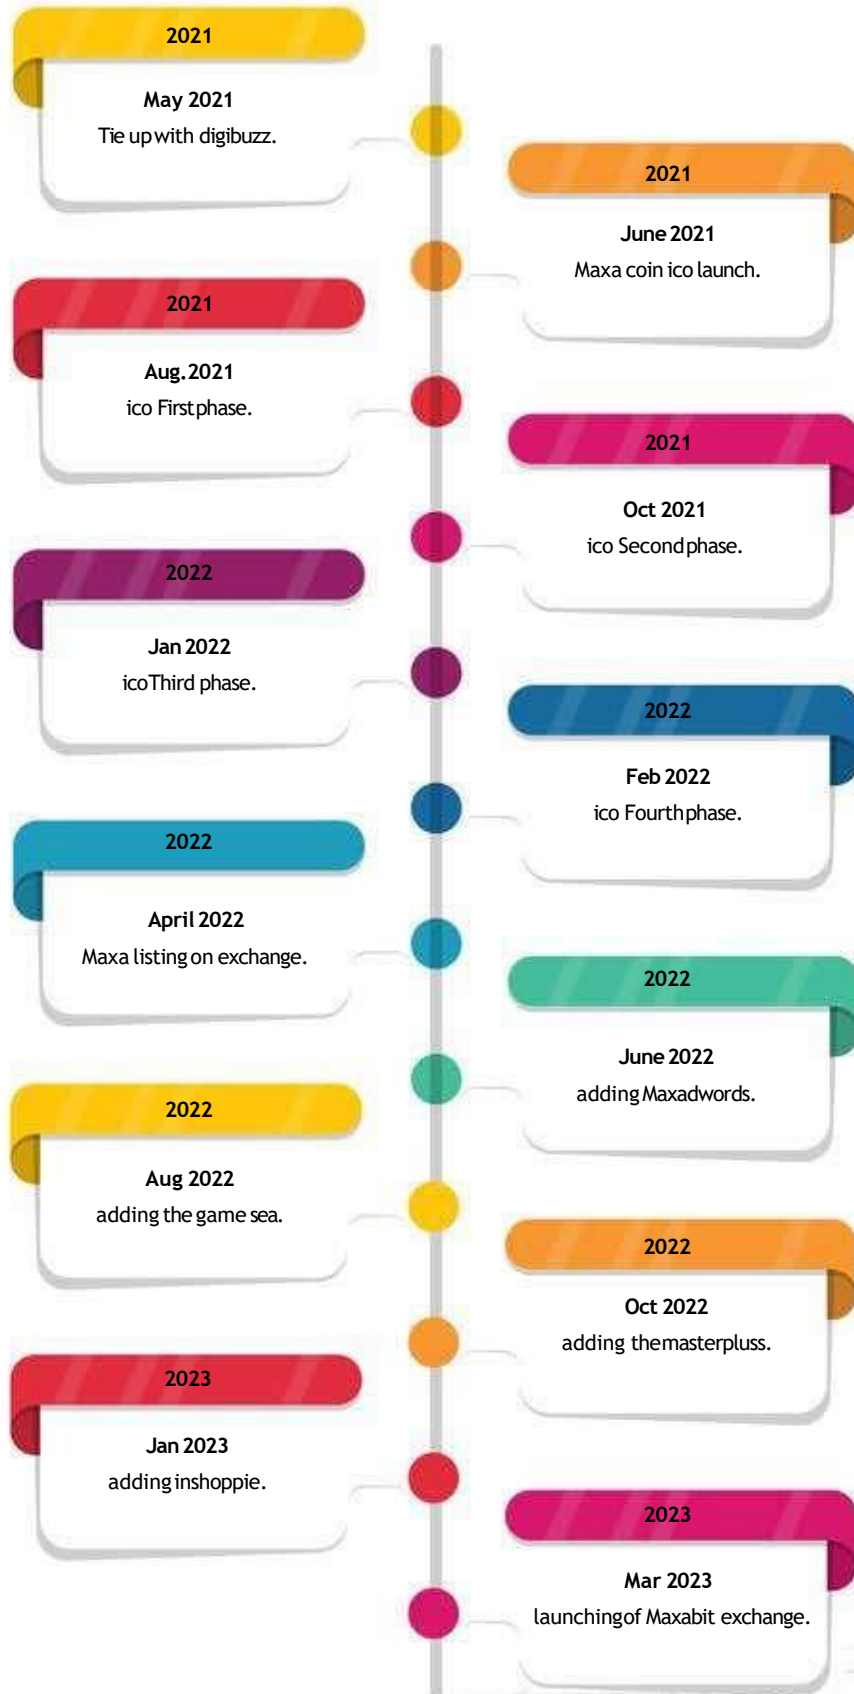 2021
May 2021
Tie up with digibuzz.
2021
June 2021
Maxa coin ico launch.
2021
Aug. 2021
ico First phase.
2021
Oct 2021
ico Second phase.
2022
Jan 2022
ico Third phase.
2022
Feb 2022
ico Fourth phase.
2022
April 2022
Maxa listing on exchange.
2022
June 2022
adding Maxadwords.
2022
Aug 2022
adding the game sea.
2022
Oct 2022
adding themasterpluss.
2023
Jan 2023
adding inshoppie.
2023
Mar 2023
launching of Maxabit exchange.